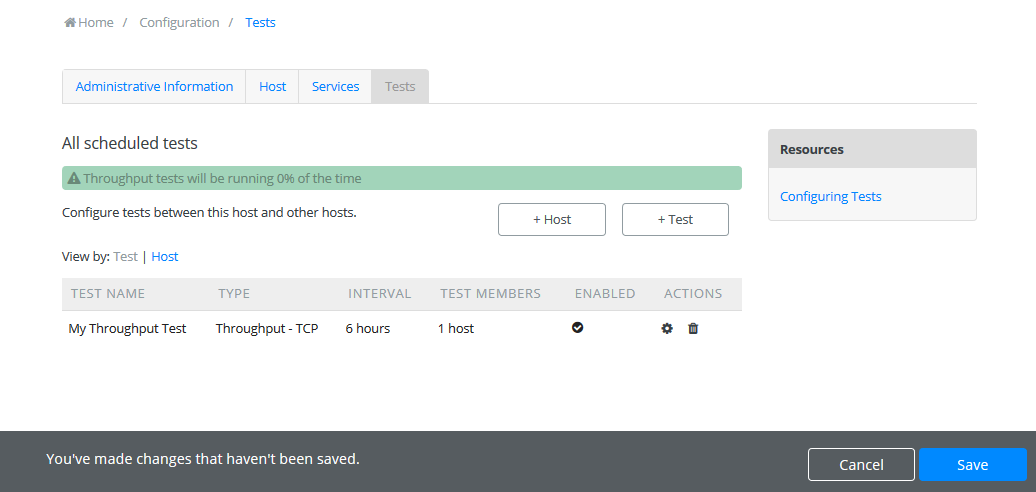 Home / Configuration / Tests
Administrative Information Host Services Tests
All scheduled tests
Throughput tests will be running 0% of the time
Configure tests between this host and other hosts.
+ Host + Test
View by: Test | Host
TEST NAME TYPE INTERVAL TEST MEMBERS ENABLED ACTIONS
My Throughput Test Throughput - TCP 6 hours 1 host
Resources
Configuring Tests
You've made changes that haven't been saved.
Cancel Save